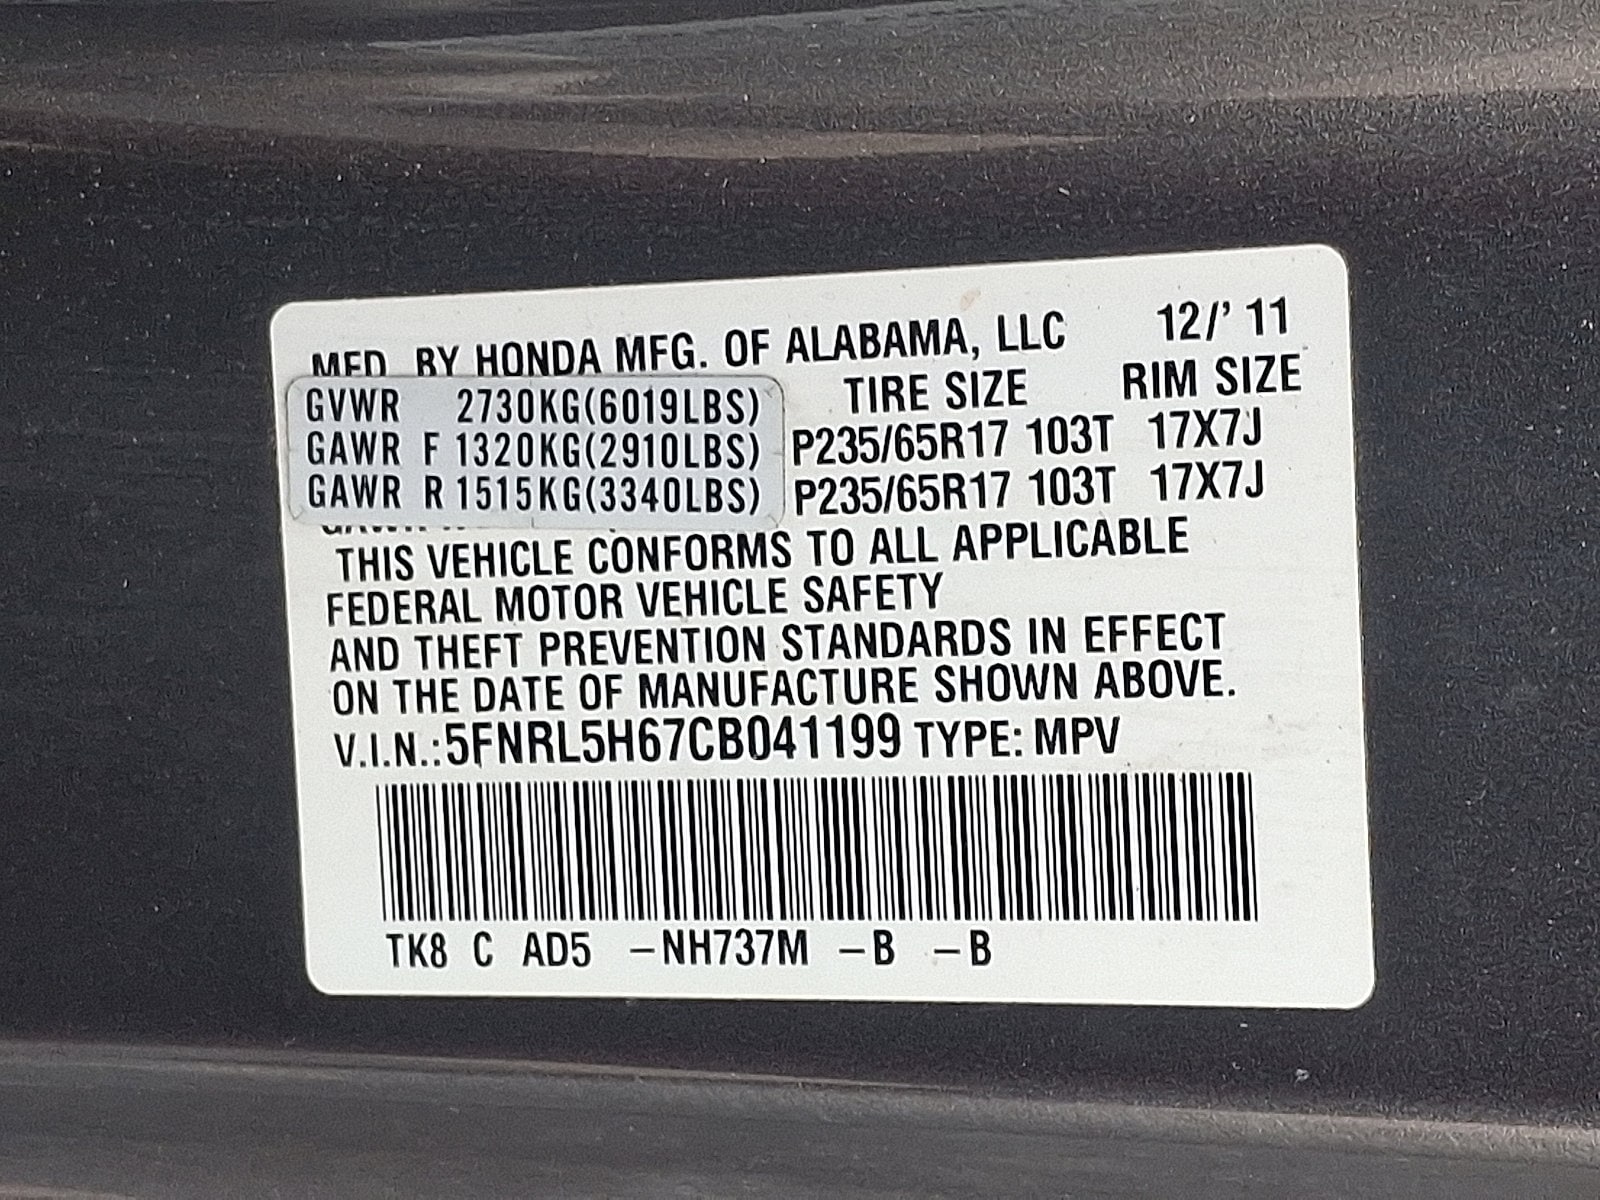 MFD. BY HONDA MFG. OF ALABAMA, LLC 12/' 11
TIRE SIZE RIM SIZE
GVWR 2730KG(6019LBS)
GAWR F 1320KG(2910LBS) P235/65R17 103T 17X7J
GAWR R 1515KG(3340LBS) P235/65R17 103T 17X7J
THIS VEHICLE CONFORMS TO ALL APPLICABLE
FEDERAL MOTOR VEHICLE SAFETY
AND THEFT PREVENTION STANDARDS IN EFFECT
ON THE DATE OF MANUFACTURE SHOWN ABOVE.
V.I.N.:5FNRL5H67CB041199 TYPE: MPV
TK8 C AD5 -NH737M -B -B